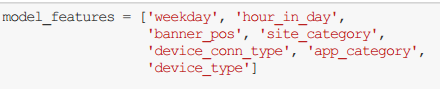 model_features = ['weekday', 'hour_in_day',
'banner_pos', 'site_category',
'device_conn_type', 'app_category',
'device_type']